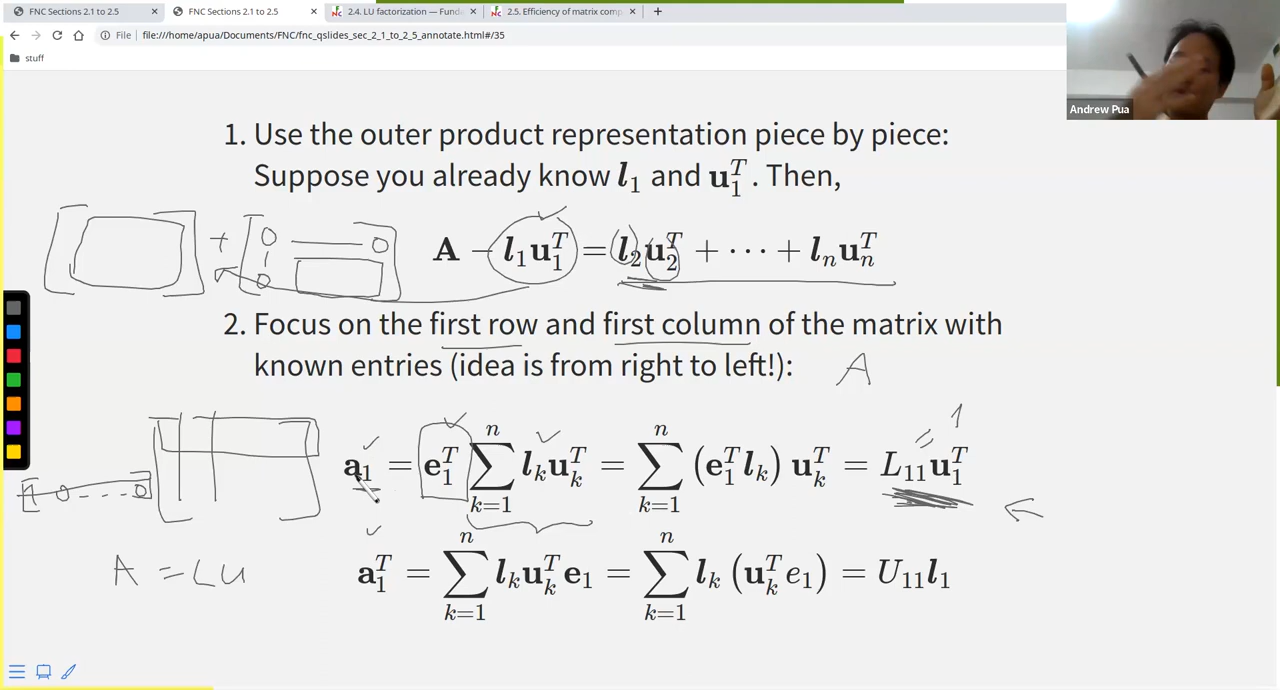 FNC Sections 2.1 to 2.5
FNC Sections 2.1 to 2.5
2.4. LU factorization — Fund
2.5. Efficiency of matrix comp
File
file:///home/apua/Documents/FNC/fnc_qslides_sec_2_1_to_2_5_annotate.html#/35
stuff
Andrew Pua
1. Use the outer product representation piece by piece:
Suppose you already know l₁ and u₁ᵀ. Then,
A − l₁u₁ᵀ = l₂u₂ᵀ + ⋯ + lₙuₙᵀ
2. Focus on the first row and first column of the matrix with
known entries (idea is from right to left!):
A
a₁ = e₁ᵀ ∑ₖ₌₁ⁿ lₖuₖᵀ = ∑ₖ₌₁ⁿ (e₁ᵀlₖ) uₖᵀ = L₁₁u₁ᵀ
= 1
[1 0 - - - - 0]
A = LU
a₁ᵀ = ∑ₖ₌₁ⁿ lₖuₖᵀe₁ = ∑ₖ₌₁ⁿ lₖ (uₖᵀe₁) = U₁₁l₁